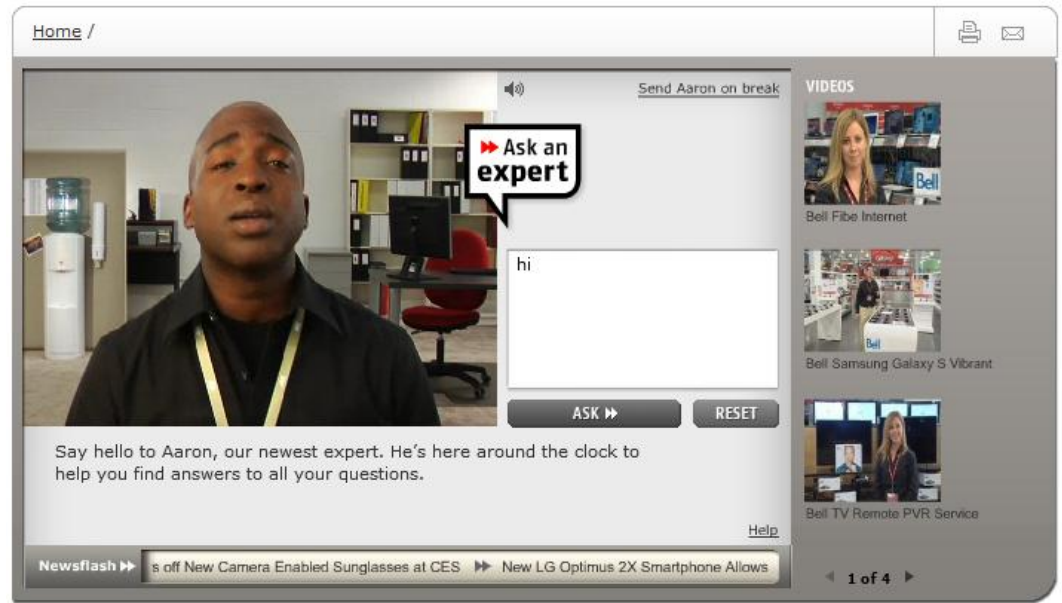 Home /
Send Aaron on break
Ask an
expert
hi
ASK
RESET
Say hello to Aaron, our newest expert. He's here around the clock to
help you find answers to all your questions.
Help
Newsflash
s off New Camera Enabled Sunglasses at CES
New LG Optimus 2X Smartphone Allows
VIDEOS
Bell
Bell Fibe Internet
Bell
Bell Samsung Galaxy S Vibrant
Bell TV Remote PVR Service
1 of 4